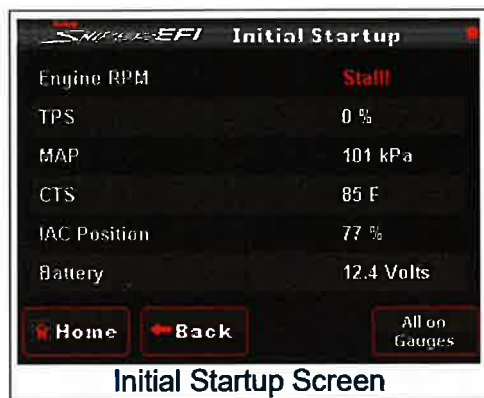 Sniper EFI Initial Startup
Engine RPM Stall!
TPS 0 %
MAP 101 kPa
CTS 85 F
IAC Position 77 %
Battery 12.4 Volts
Home Back All on
Gauges
Initial Startup Screen